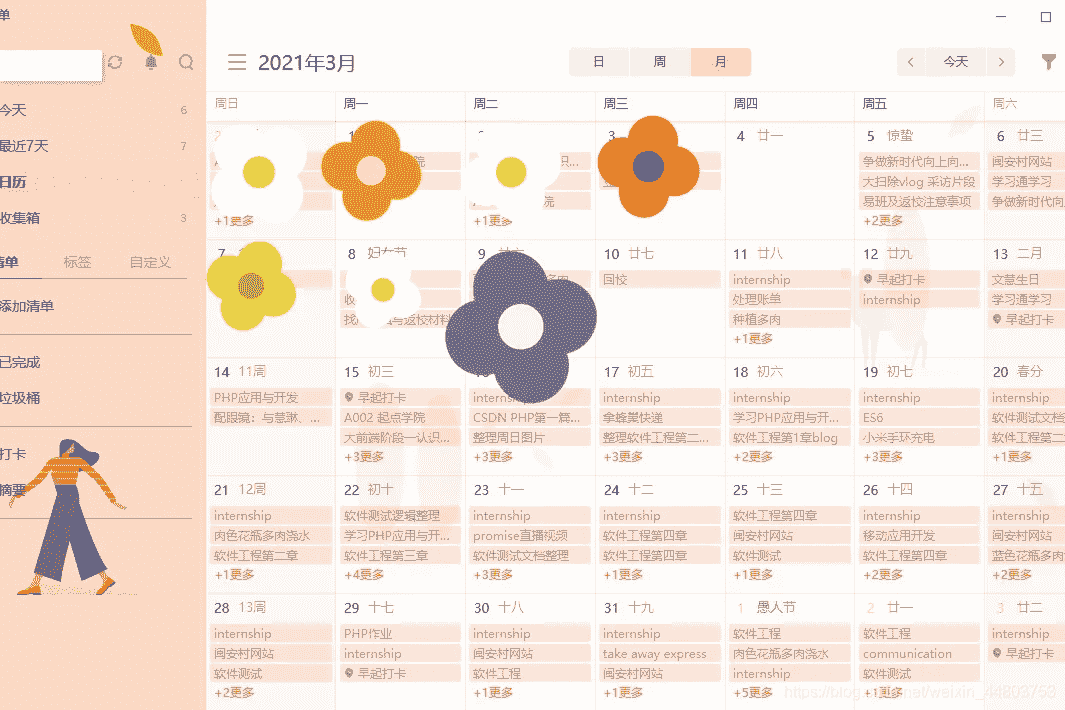 单
2021年3月
日 周 月
今天
今天 6
最近7天 7
日历
收集箱 3
清单 标签 自定义
添加清单
已完成
垃圾桶
打卡
摘要
周日 周一 周二 周三 周四 周五 周六
3
4 廿一
5 惊蛰
6 廿三
院
识...
争做新时代向上向...
闽安村网站
大扫除vlog 采访片段
学习通学习
院
易班及返校注意事项
争做新时代向
+1更多
+1更多
+2更多
7
8 妇女节
9 廿六
10 廿七
11 廿八
12 廿九
13 二月
回校
internship
早起打卡
文慧生日
处理账单
internship
学习通学习
种植多肉
早起打卡
+1更多
14 11周
15 初三
17 初五
18 初六
19 初七
20 春分
PHP应用与开发
早起打卡
internship
internship
internship
internship
配眼镜：与慧琳、...
A002 起点学院
CSDN PHP第一篇...
拿蜂巢快递
学习PHP应用与开...
ES6
软件测试文档
大前端阶段一认识...
整理周日图片
整理软件工程第二...
软件工程第1章blog
小米手环充电
软件工程第二
+3更多
+3更多
+3更多
+2更多
+3更多
+1更多
21 12周
22 初十
23 十一
24 十二
25 十三
26 十四
27 十五
internship
软件测试逻辑整理
internship
internship
软件工程第四章
internship
internship
肉色花瓶多肉浇水
学习PHP应用与开...
promise直播视频
软件工程第四章
闽安村网站
移动应用开发
闽安村网站
软件工程第二章
软件工程第三章
软件测试文档整理
软件工程第四章
软件测试
软件工程第四章
蓝色花瓶多肉
+1更多
+4更多
+3更多
+1更多
+1更多
+2更多
+2更多
28 13周
29 十七
30 十八
31 十九
1 愚人节
2 廿一
3 廿二
internship
PHP作业
internship
internship
软件工程
软件工程
internship
闽安村网站
internship
闽安村网站
take away express
肉色花瓶多肉浇水
communication
早起打卡
软件测试
早起打卡
软件工程
闽安村网站
internship
软件测试
+2更多
+1更多
+1更多
+5更多
+1更多